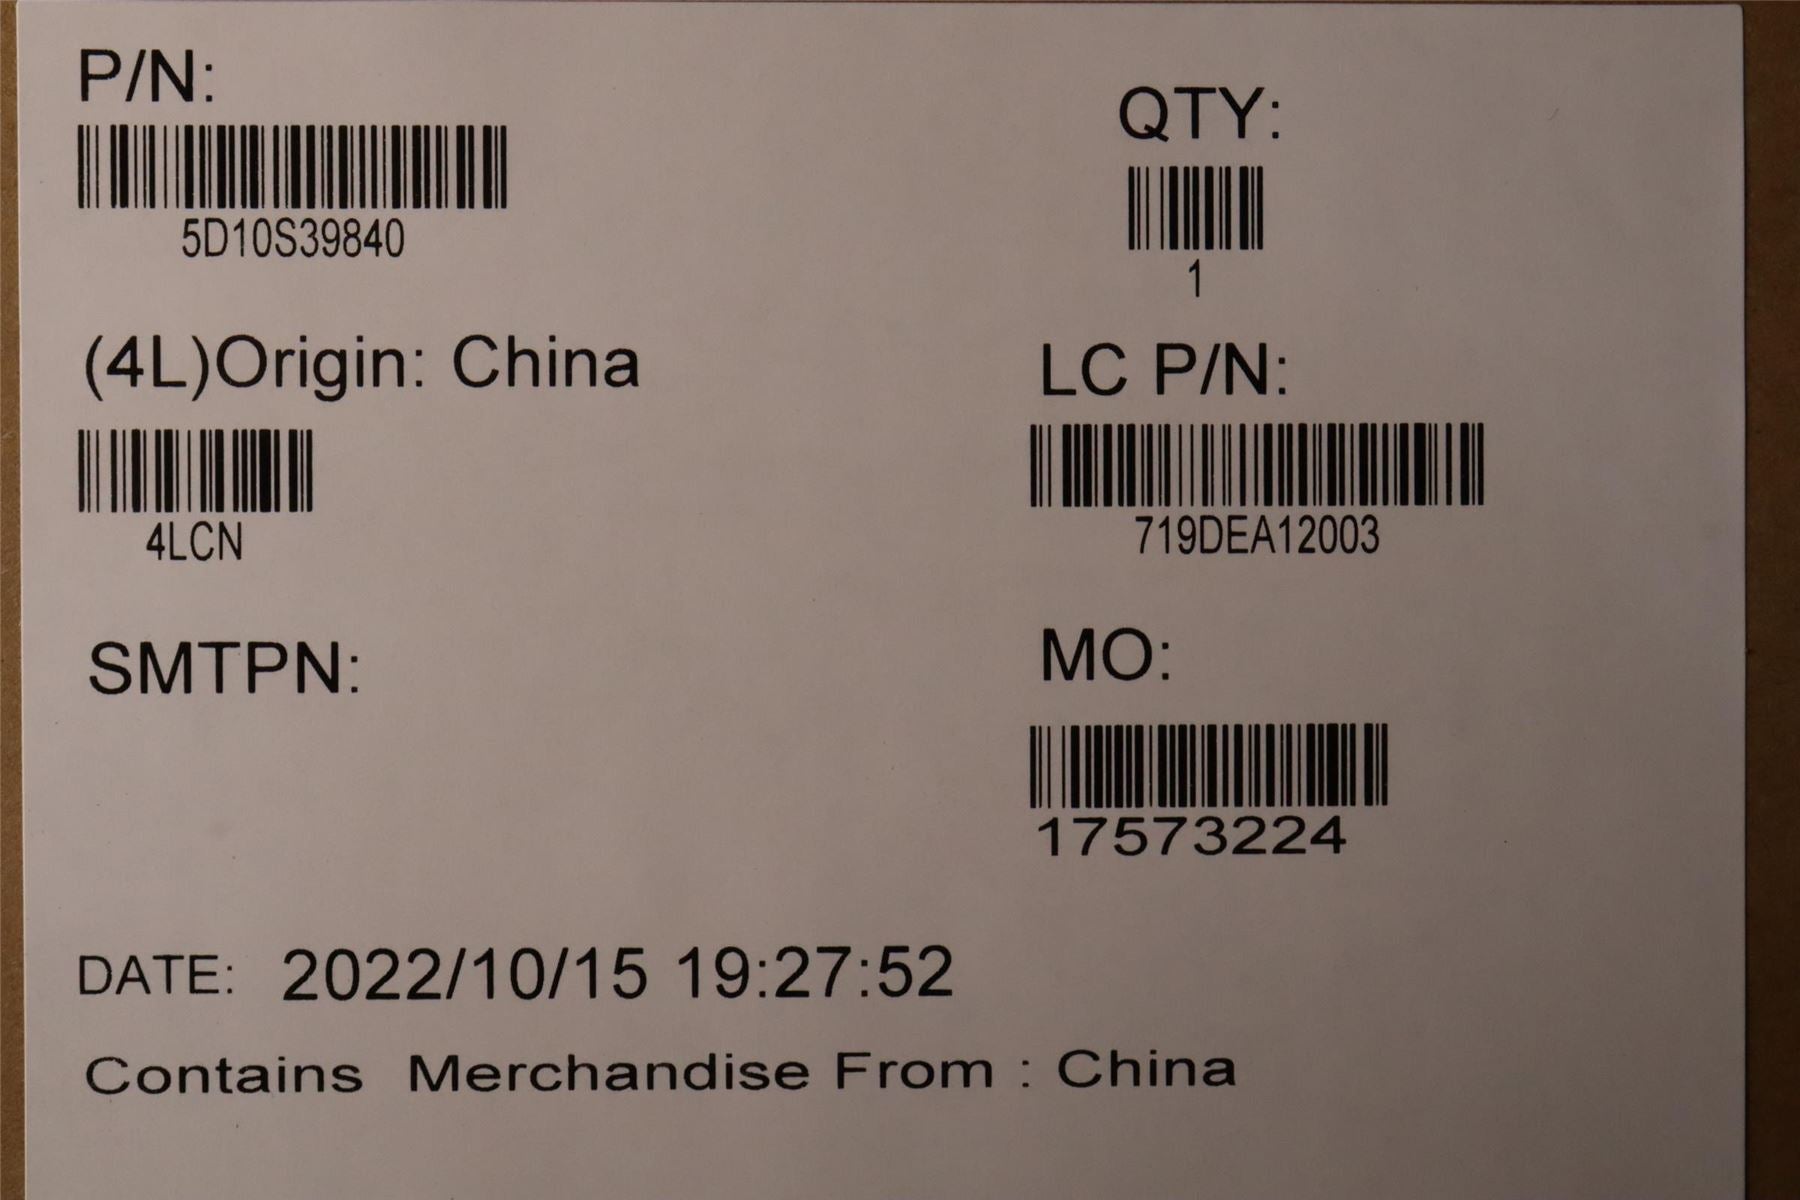 P/N:
5D10S39840
QTY:
1
(4L)Origin: China
4LCN
LC P/N:
719DEA12003
SMTPN:
MO:
17573224
DATE: 2022/10/15 19:27:52
Contains Merchandise From : China